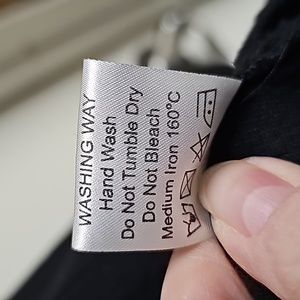 WASHING WAY
Hand Wash
Do Not Tumble Dry
Do Not Bleach
Medium Iron 160°C